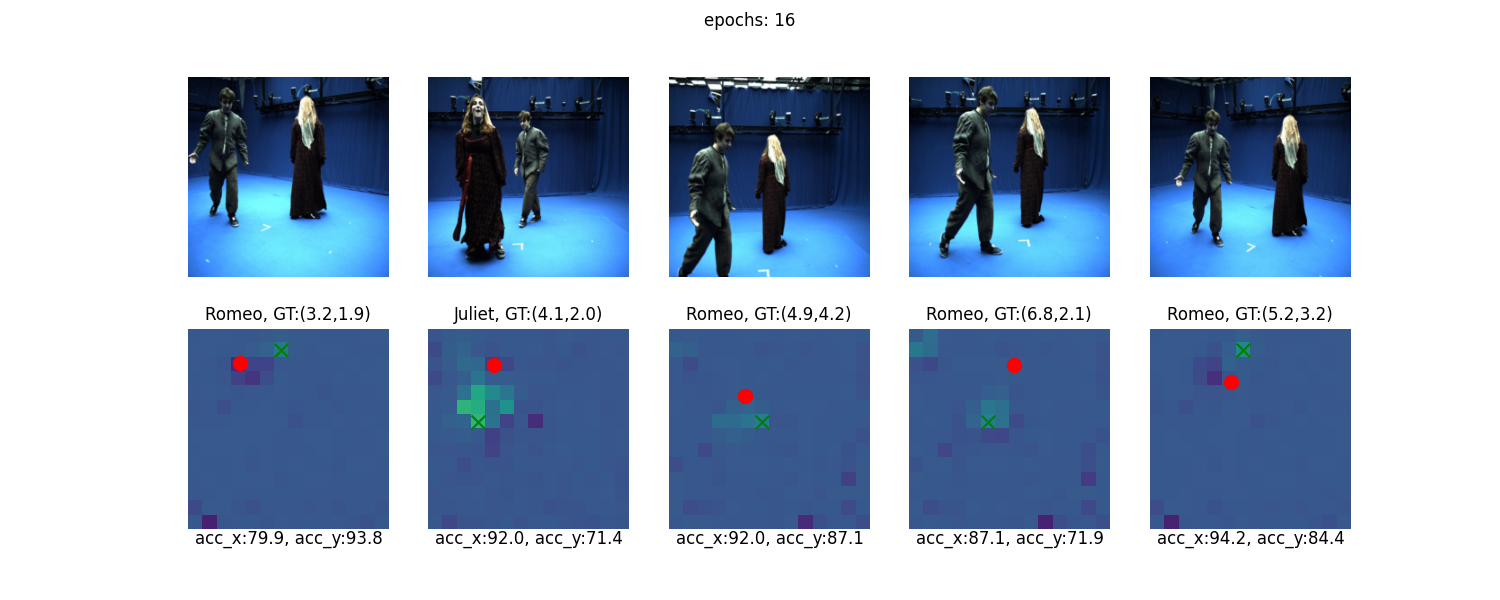 epochs: 16
Romeo, GT:(3.2,1.9)
Juliet, GT:(4.1,2.0)
Romeo, GT:(4.9,4.2)
Romeo, GT:(6.8,2.1)
Romeo, GT:(5.2,3.2)
acc_x:79.9, acc_y:93.8
acc_x:92.0, acc_y:71.4
acc_x:92.0, acc_y:87.1
acc_x:87.1, acc_y:71.9
acc_x:94.2, acc_y:84.4